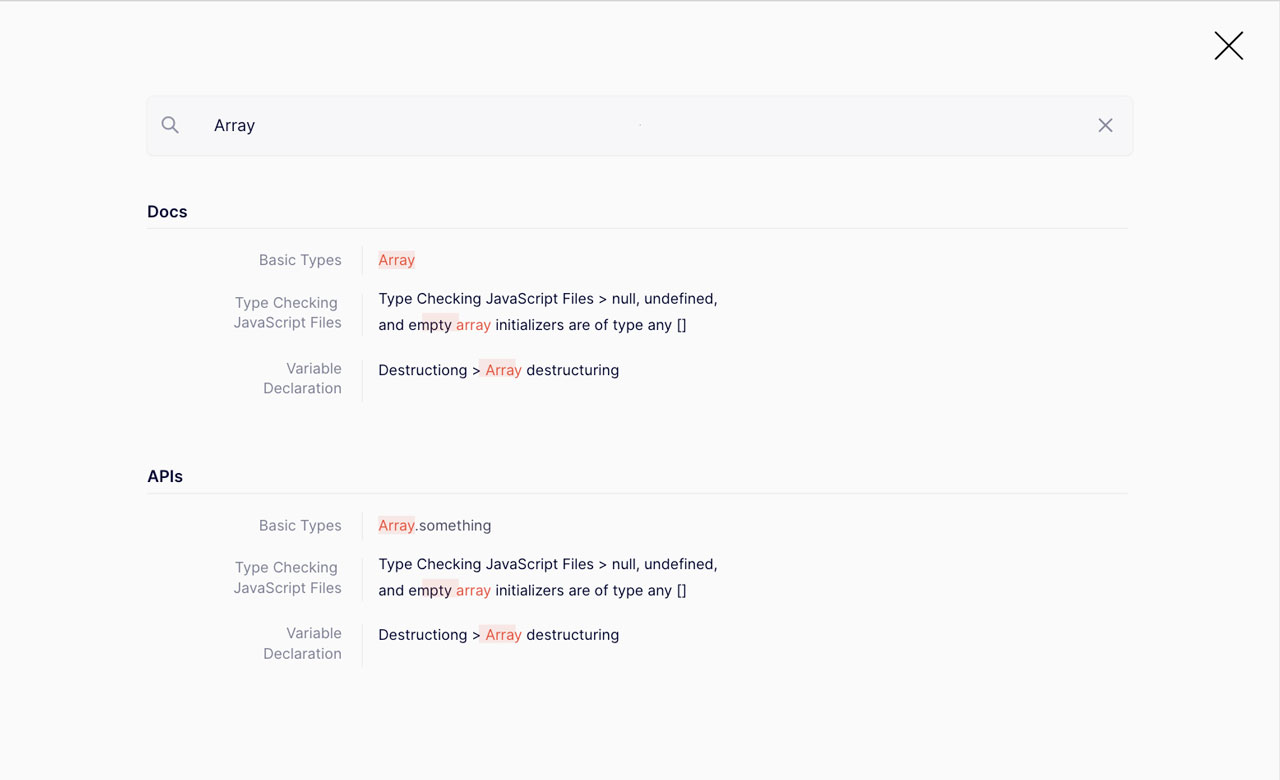 Array
Docs
Basic Types
Array
Type Checking
JavaScript Files
Type Checking JavaScript Files > null, undefined,
and empty array initializers are of type any []
Variable
Declaration
Destructiong > Array destructuring
APIs
Basic Types
Array.something
Type Checking
JavaScript Files
Type Checking JavaScript Files > null, undefined,
and empty array initializers are of type any []
Variable
Declaration
Destructiong > Array destructuring